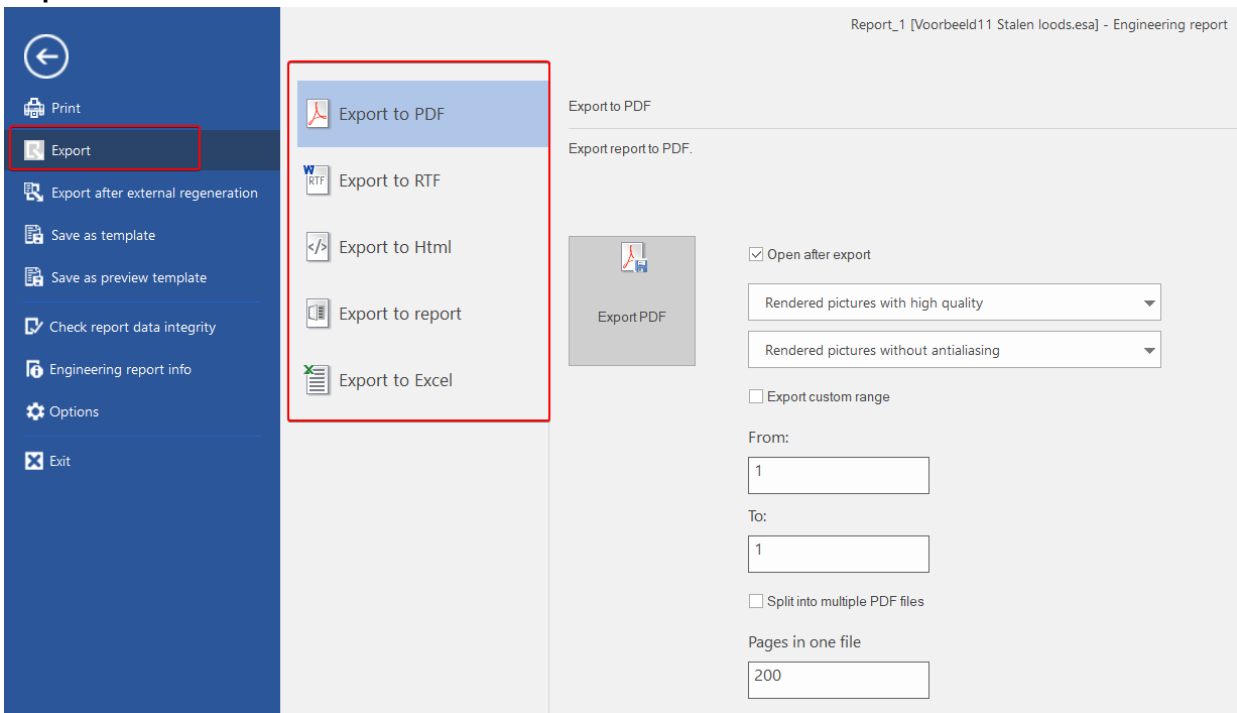 Report_1 [Voorbeeld11 Stalen loods.esa] - Engineering report
Print
Export
Export after external regeneration
Save as template
Save as preview template
Check report data integrity
Engineering report info
Options
Exit
Export to PDF
W
RTF
Export to RTF
</>
Export to Html
Export to report
Export to Excel
Export to PDF
Export report to PDF.
Export PDF
Open after export
Rendered pictures with high quality
Rendered pictures without antialiasing
Export custom range
From:
1
To:
1
Split into multiple PDF files
Pages in one file
200